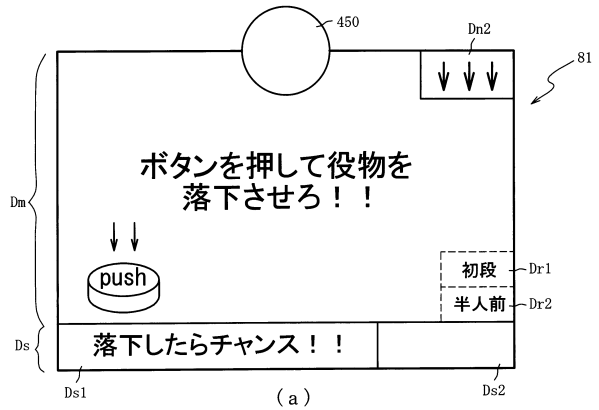 450
Dn2
81
ボタンを押して役物を
落下させろ！！
Dm
push
初段
Dr1
半人前
Dr2
Ds
落下したらチャンス！！
Ds1
Ds2
(a)